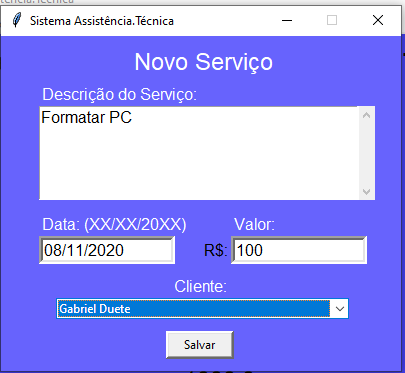 Sistema Assistência.Técnica
Novo Serviço
Descrição do Serviço:
Formatar PC
Data: (XX/XX/20XX) Valor:
08/11/2020 R$: 100
Cliente:
Gabriel Duete
Salvar